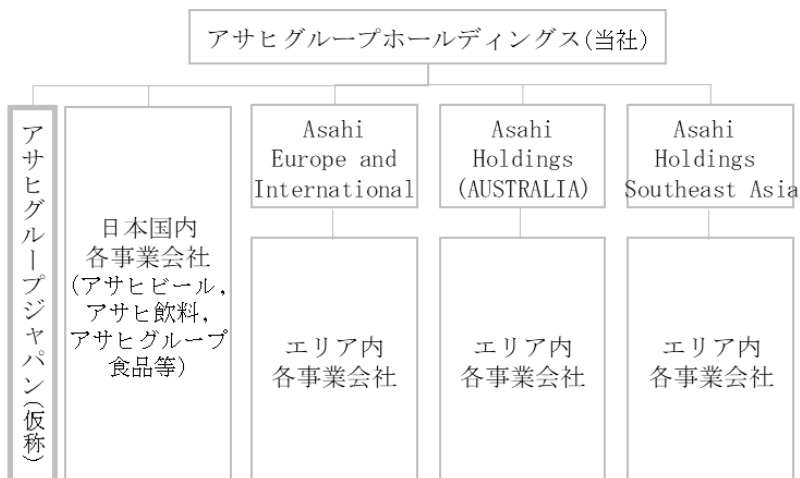 アサヒグループホールディングス(当社)
アサヒグループジャパン(仮称)
日本国内
各事業会社
(アサヒビール,
アサヒ飲料,
アサヒグループ
食品等)
Asahi
Europe and
International
エリア内
各事業会社
Asahi
Holdings
(AUSTRALIA)
エリア内
各事業会社
Asahi
Holdings
Southeast Asia
エリア内
各事業会社